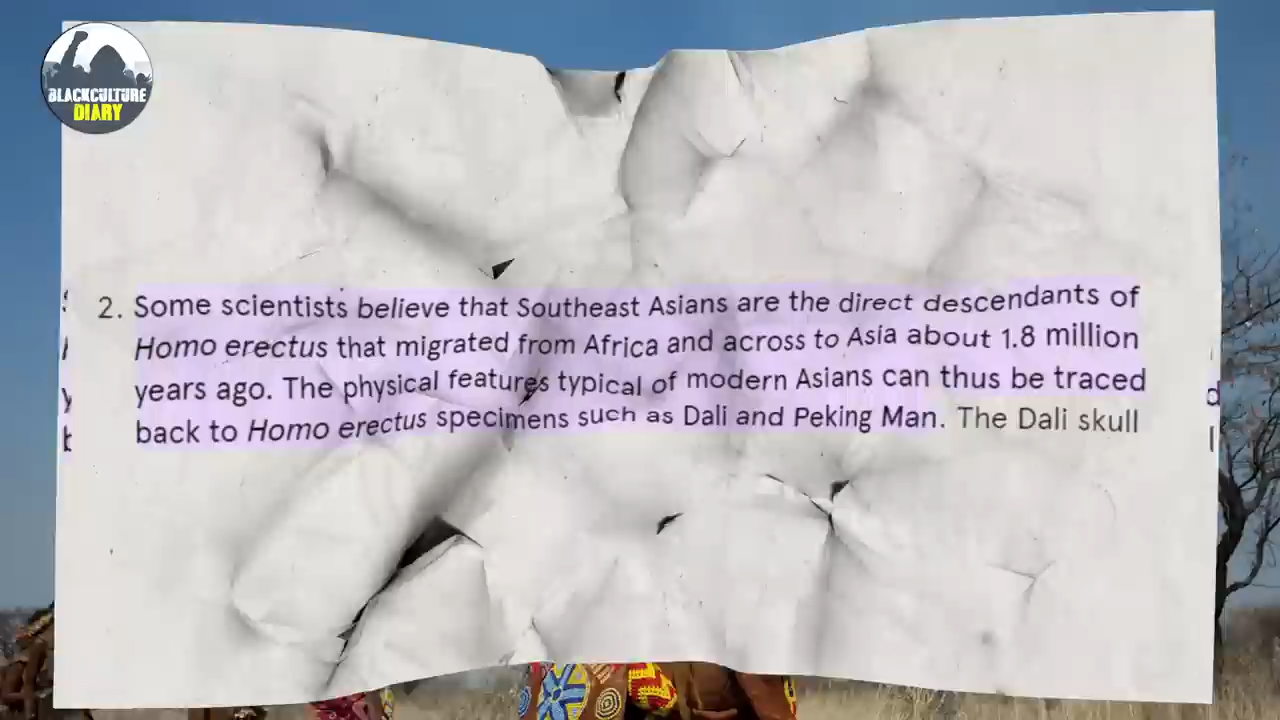 BLACKCULTURE
DIARY
2. Some scientists believe that Southeast Asians are the direct descendants of
Homo erectus that migrated from Africa and across to Asia about 1.8 million
years ago. The physical features typical of modern Asians can thus be traced
back to Homo erectus specimens such as Dali and Peking Man. The Dali skull